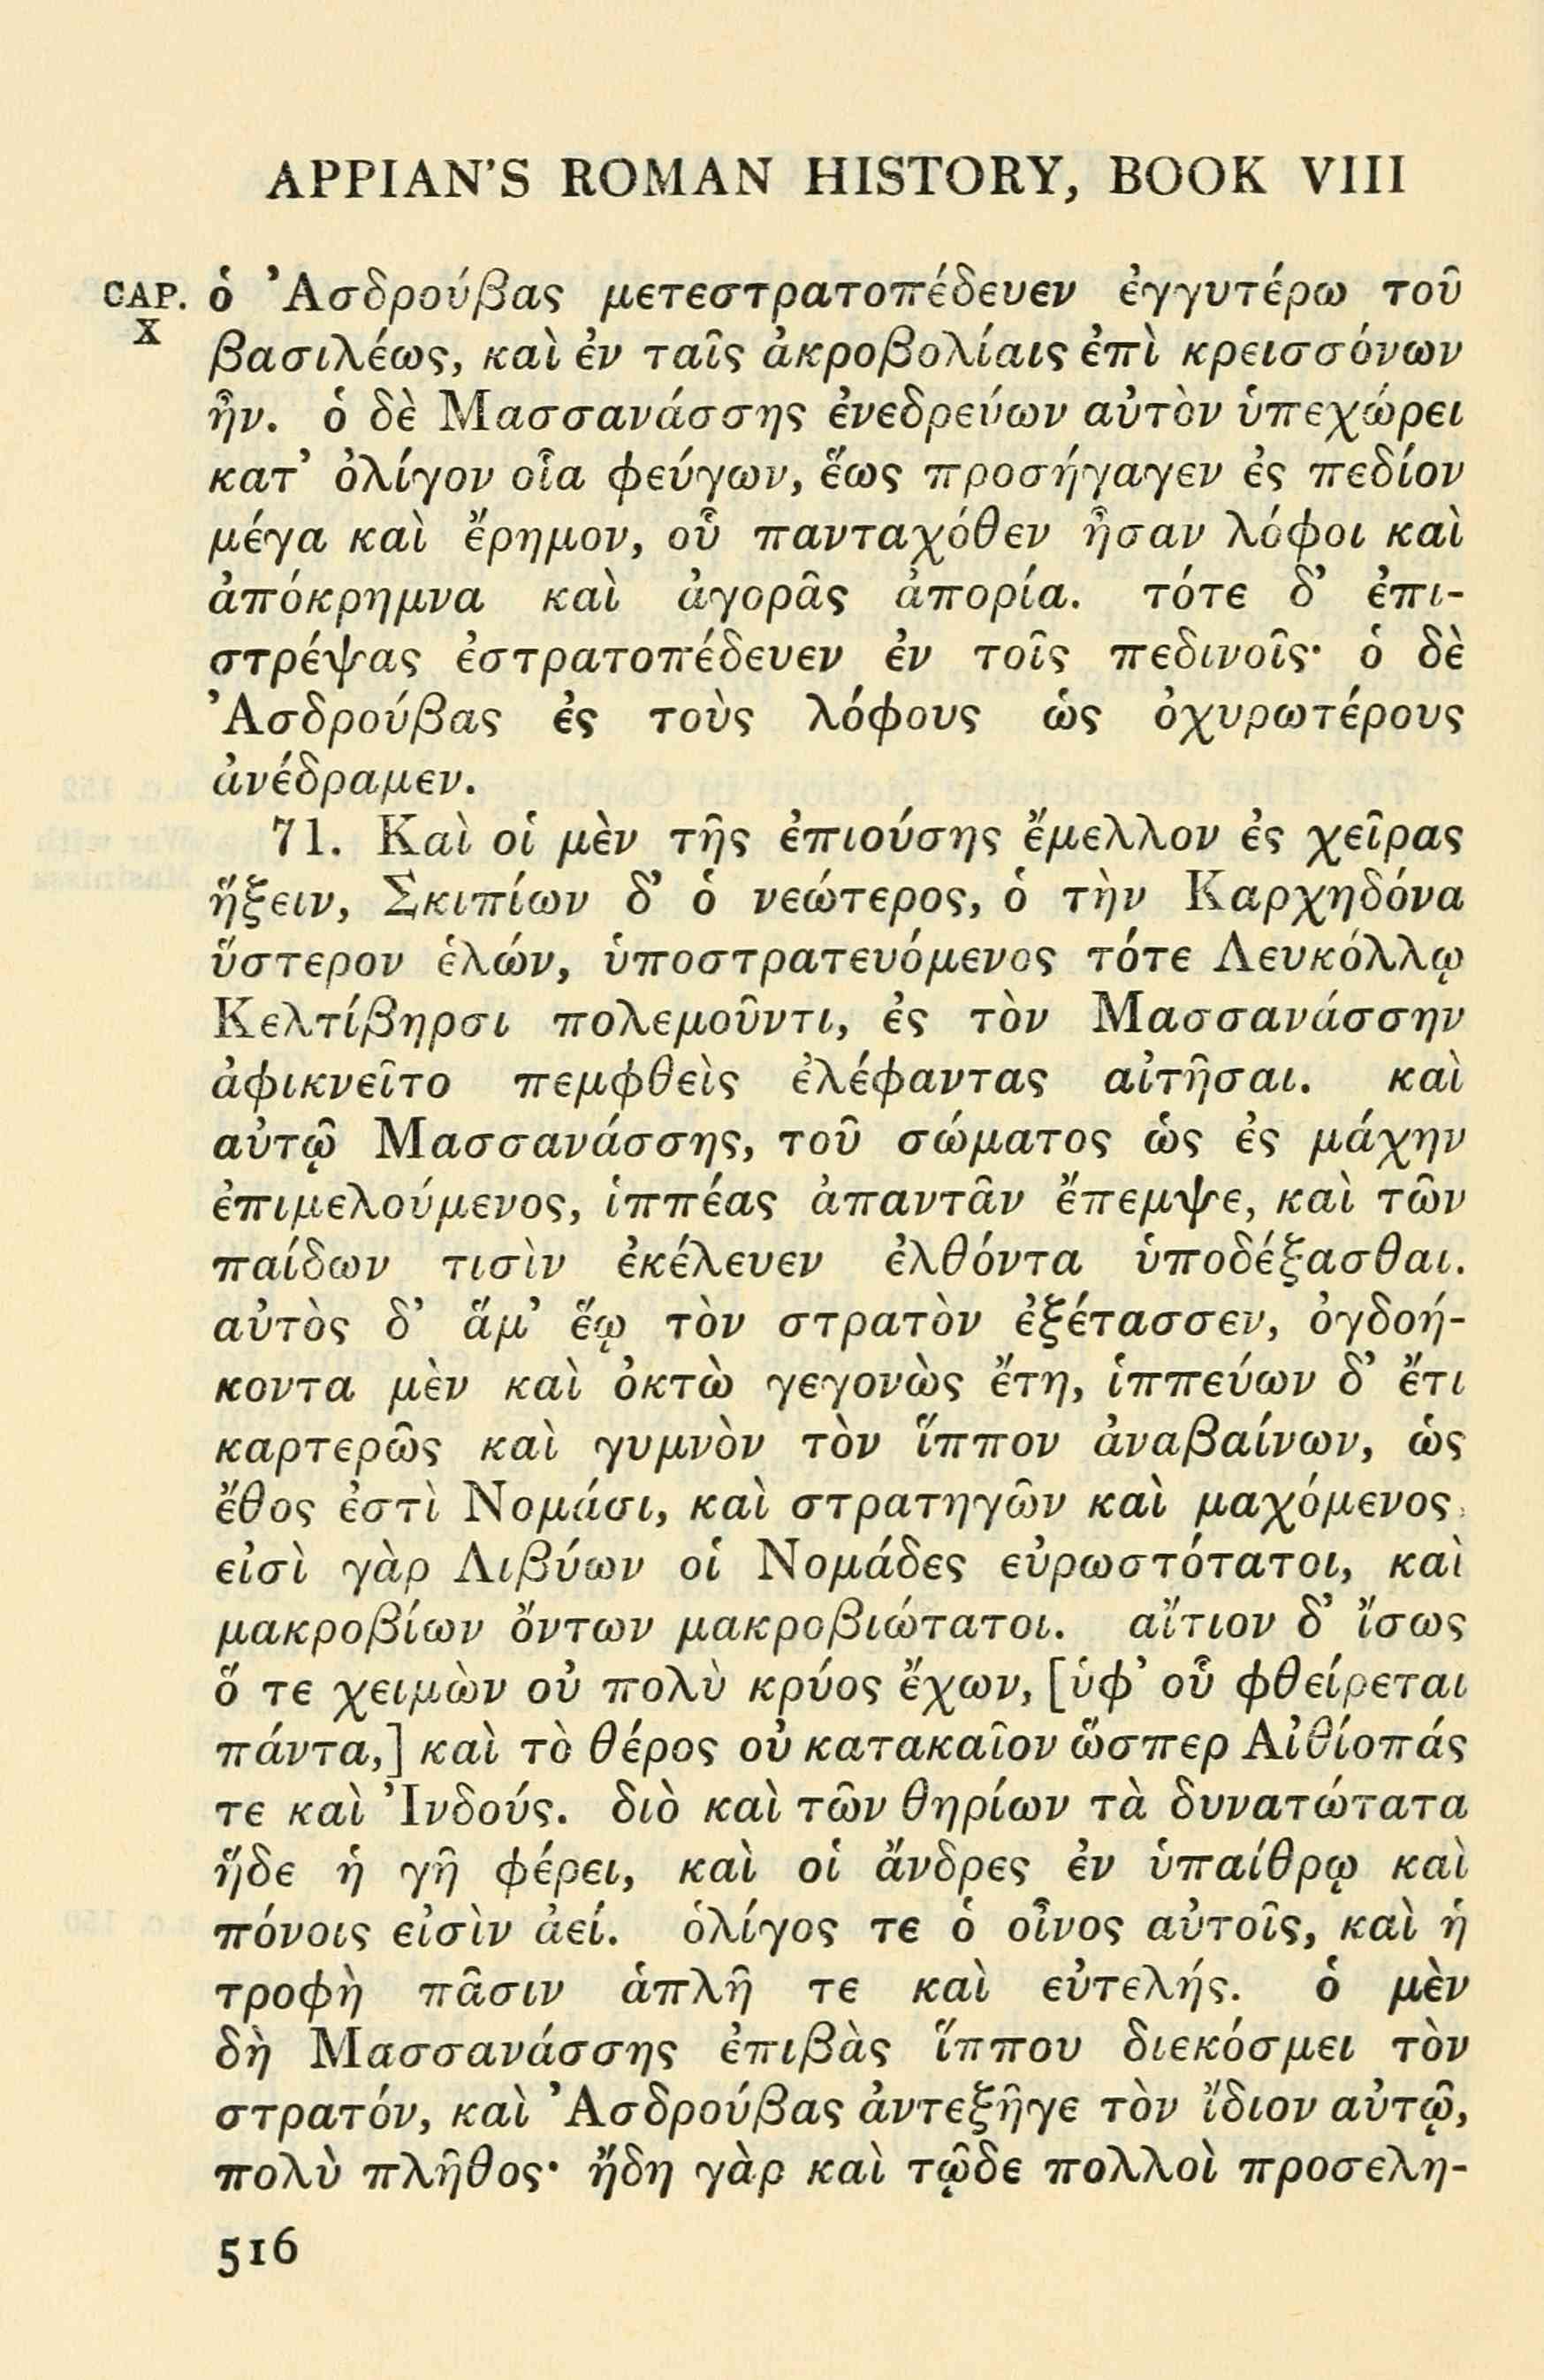 APPIAN'S ROMAN HISTORY, BOOK VIII
CAP. X
ὁ Ἀσδρούβας μετεστρατοπέδευεν ἐγγυτέρω τοῦ
βασιλέως, καὶ ἐν ταῖς ἀκροβολίαις ἐπὶ κρεισσόνων
ἦν. ὁ δὲ Μασσανάσσης ἐνεδρεύων αὐτὸν ὑπεχώρει
κατ' ὀλίγον οἷα φεύγων, ἕως προσήγαγεν ἐς πεδίον
μέγα καὶ ἔρημον, οὗ πανταχόθεν ἦσαν λόφοι καὶ
ἀπόκρημνα καὶ ἀγορᾶς ἀπορία. τότε δ' ἐπι-
στρέψας ἐστρατοπέδευεν ἐν τοῖς πεδινοῖς· ὁ δὲ
Ἀσδρούβας ἐς τοὺς λόφους ὡς ὀχυρωτέρους
ἀνέδραμεν.
71. Καὶ οἱ μὲν τῆς ἐπιούσης ἔμελλον ἐς χεῖρας
ἥξειν, Σκιπίων δ' ὁ νεώτερος, ὁ τὴν Καρχηδόνα
ὕστερον ἑλών, ὑποστρατευόμενος τότε Λευκόλλῳ
Κελτίβηρσι πολεμοῦντι, ἐς τὸν Μασσανάσσην
ἀφικνεῖτο πεμφθεὶς ἐλέφαντας αἰτῆσαι. καὶ
αὐτῷ Μασσανάσσης, τοῦ σώματος ὡς ἐς μάχην
ἐπιμελούμενος, ἱππέας ἀπαντᾶν ἔπεμψε, καὶ τῶν
παίδων τισὶν ἐκέλευεν ἐλθόντα ὑποδέξασθαι.
αὐτὸς δ' ἅμ' ἕῳ τὸν στρατὸν ἐξέτασσεν, ὀγδοή-
κοντα μὲν καὶ ὀκτὼ γεγονὼς ἔτη, ἱππεύων δ' ἔτι
καρτερῶς καὶ γυμνὸν τὸν ἵππον ἀναβαίνων, ὡς
ἔθος ἐστὶ Νομάσι, καὶ στρατηγῶν καὶ μαχόμενος.
εἰσὶ γὰρ Λιβύων οἱ Νομάδες εὐρωστότατοι, καὶ
μακροβίων ὄντων μακροβιώτατοι. αἴτιον δ' ἴσως
ὅ τε χειμὼν οὐ πολὺ κρύος ἔχων, [ὑφ' οὗ φθείρεται
πάντα,] καὶ τὸ θέρος οὐ κατακαῖον ὥσπερ Αἰθίοπάς
τε καὶ Ἰνδούς. διὸ καὶ τῶν θηρίων τὰ δυνατώτατα
ἥδε ἡ γῆ φέρει, καὶ οἱ ἄνδρες ἐν ὑπαίθρῳ καὶ
πόνοις εἰσὶν ἀεί. ὀλίγος τε ὁ οἶνος αὐτοῖς, καὶ ἡ
τροφὴ πᾶσιν ἁπλῆ τε καὶ εὐτελής. ὁ μὲν
δὴ Μασσανάσσης ἐπιβὰς ἵππου διεκόσμει τὸν
στρατόν, καὶ Ἀσδρούβας ἀντεξῆγε τὸν ἴδιον αὐτῷ,
πολὺ πλῆθος· ἤδη γὰρ καὶ τῷδε πολλοὶ προσελη-
516